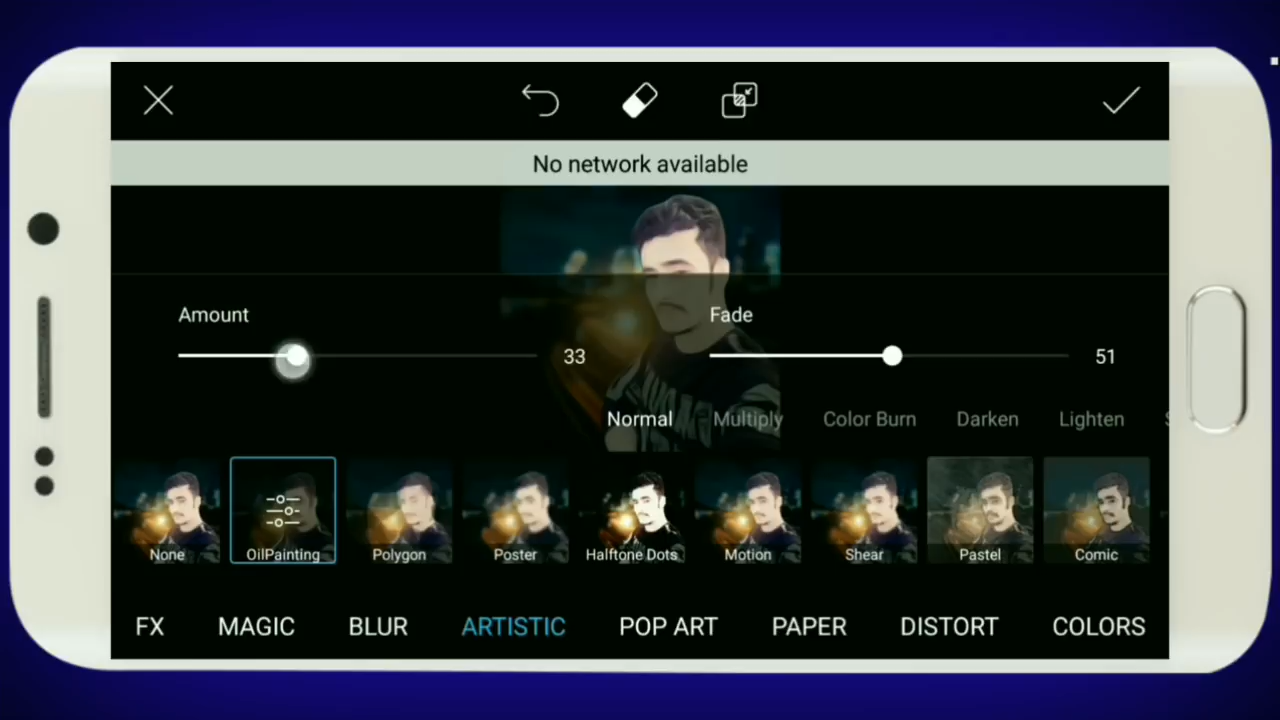 No network available
Amount
Fade
33
51
Normal Multiply Color Burn Darken Lighten
None OilPainting Polygon Poster Halftone Dots Motion Shear Pastel Comic
FX MAGIC BLUR ARTISTIC POP ART PAPER DISTORT COLORS